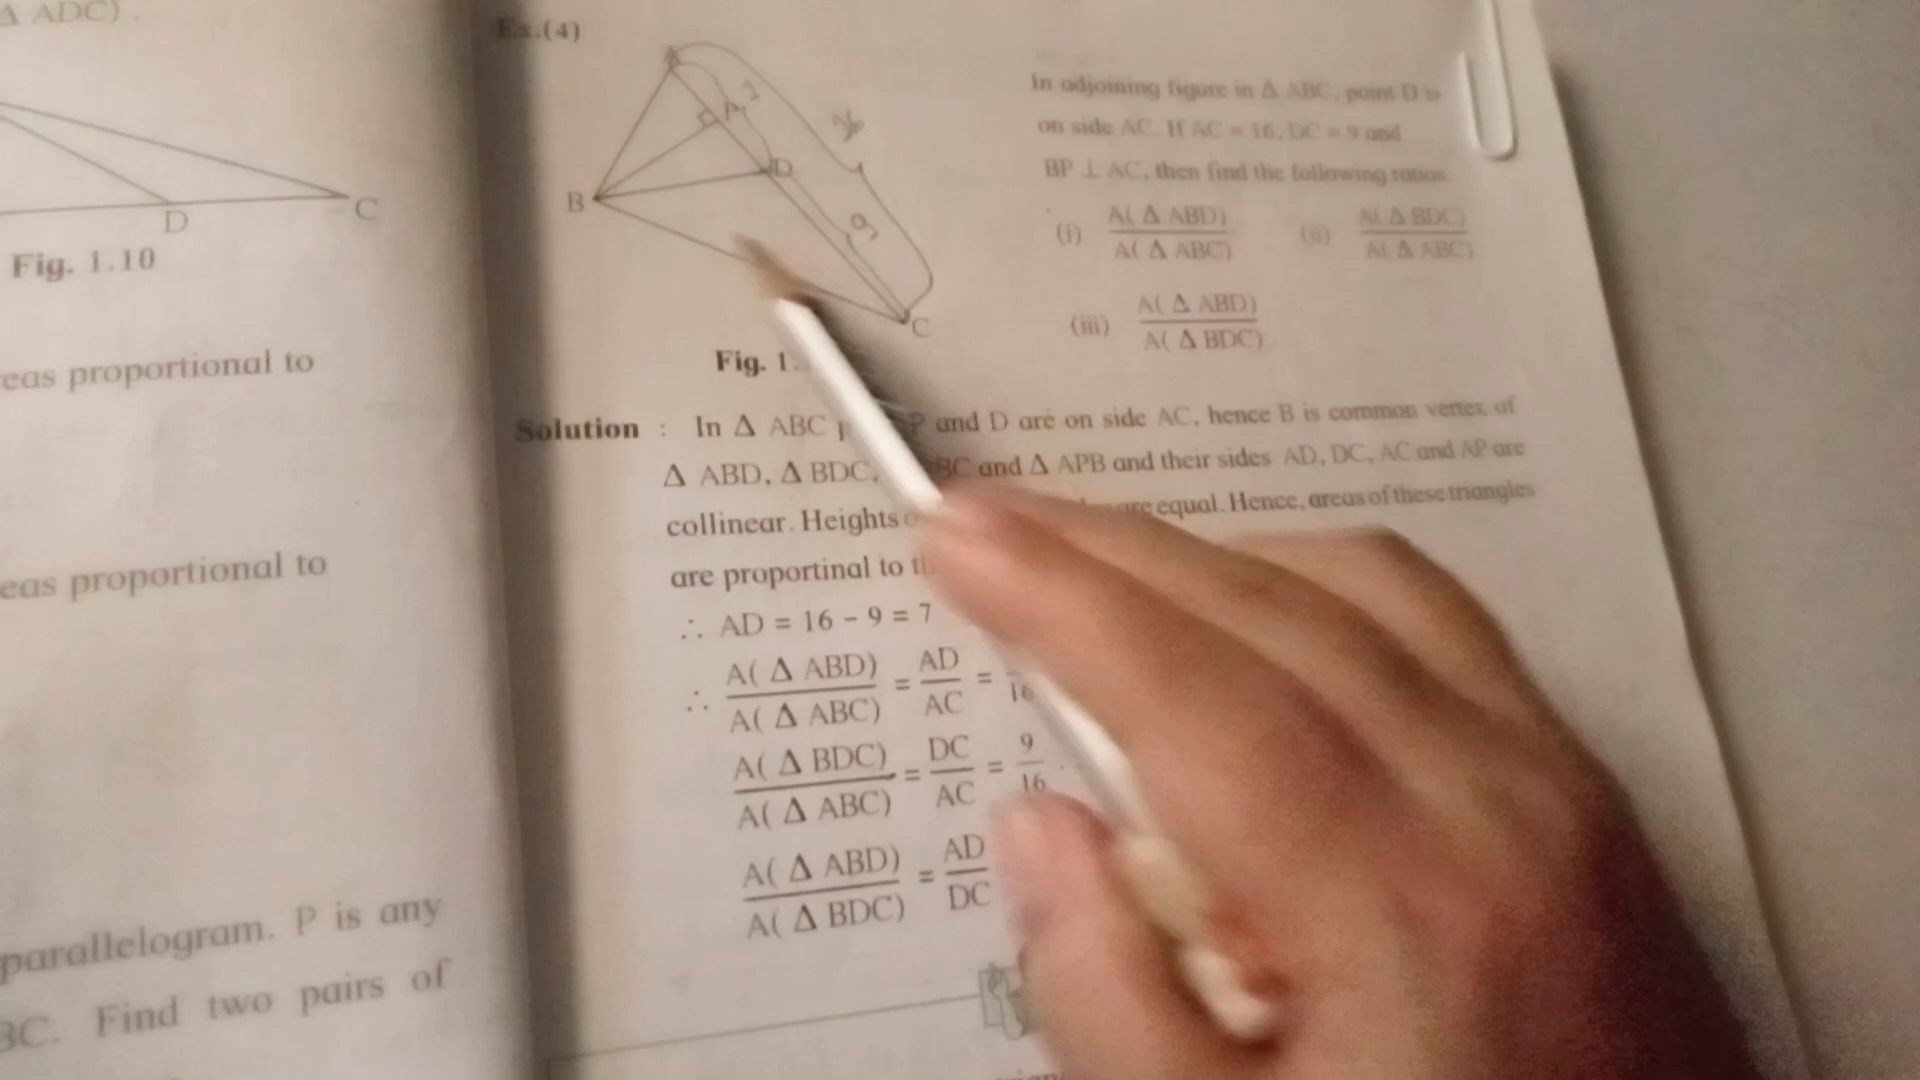 Δ ADC).
D
C
Fig. 1.10
eas proportional to
eas proportional to
parallelogram. P is any
BC. Find two pairs of
Ex.(4)
A
P
7
D
B
9
C
Fig. 1.
In adjoining figure in Δ ABC, point D is
on side AC. If AC = 16, DC = 9 and
BP ⊥ AC, then find the following ratios.
(i) A( Δ ABD) / A( Δ ABC) (ii) A( Δ BDC) / A( Δ ABC)
(iii) A( Δ ABD) / A( Δ BDC)
Solution : In Δ ABC P and D are on side AC, hence B is common vertex of
Δ ABD, Δ BDC, BC and Δ APB and their sides AD, DC, AC and AP are
collinear. Heights are equal. Hence, areas of these triangles
are proportinal to
∴ AD = 16 − 9 = 7
∴ A( Δ ABD) / A( Δ ABC) = AD / AC = 16
A( Δ BDC) / A( Δ ABC) = DC / AC = 9 / 16
A( Δ ABD) / A( Δ BDC) = AD / DC